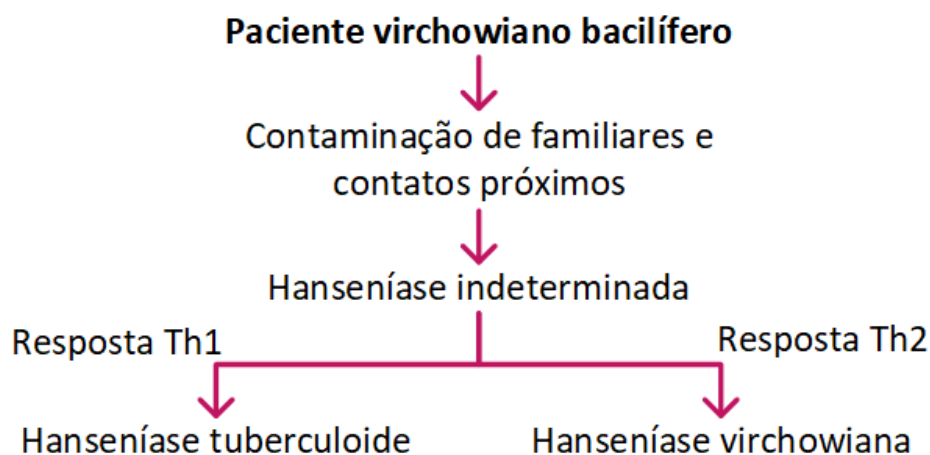 Paciente virchowiano bacilífero
Contaminação de familiares e
contatos próximos
Hanseníase indeterminada
Resposta Th1
Resposta Th2
Hanseníase tuberculoide
Hanseníase virchowiana